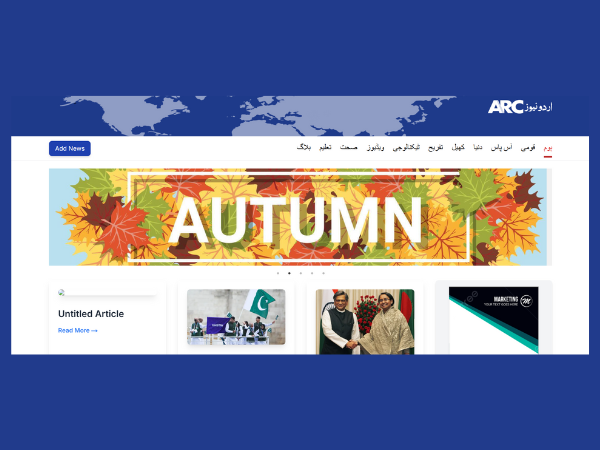 ARC اردو نیوز
Add News
ہوم قومی آس پاس دنیا کھیل تفریح ٹیکنالوجی ویڈیوز صحت تعلیم بلاگ
AUTUMN
Untitled Article
Read More →
MARKETING
YOUR TEXT GOES HERE